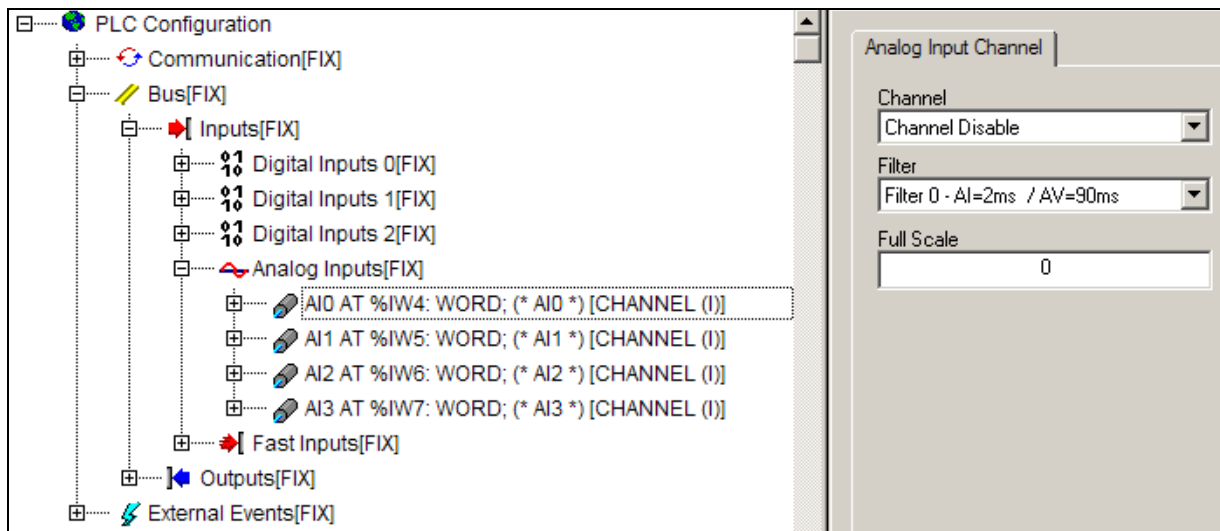 PLC Configuration
Communication[FIX]
Bus[FIX]
Inputs[FIX]
Digital Inputs 0[FIX]
Digital Inputs 1[FIX]
Digital Inputs 2[FIX]
Analog Inputs[FIX]
AI0 AT %IW4: WORD; (* AI0 *) [CHANNEL (I)]
AI1 AT %IW5: WORD; (* AI1 *) [CHANNEL (I)]
AI2 AT %IW6: WORD; (* AI2 *) [CHANNEL (I)]
AI3 AT %IW7: WORD; (* AI3 *) [CHANNEL (I)]
Fast Inputs[FIX]
Outputs[FIX]
External Events[FIX]
Analog Input Channel
Channel
Channel Disable
Filter
Filter 0 - AI=2ms / AV=90ms
Full Scale
0